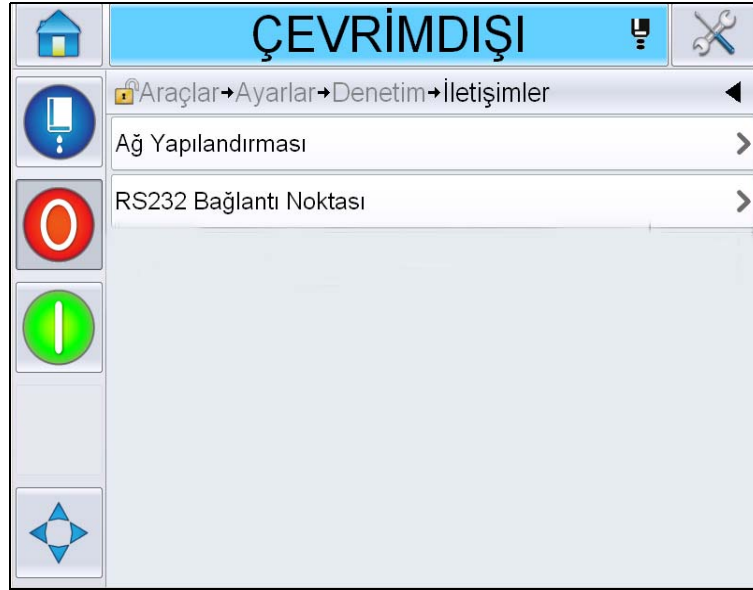 ÇEVRİMDIŞI
Araçlar→Ayarlar→Denetim→İletişimler
Ağ Yapılandırması
RS232 Bağlantı Noktası